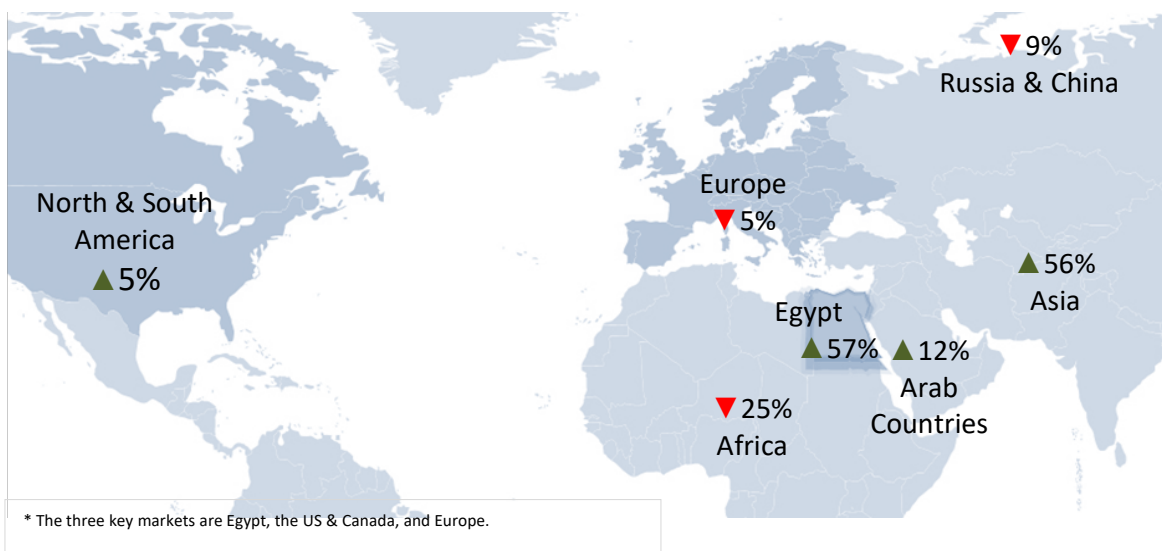 ▼ 9%
Russia & China
Europe
▼ 5%
North & South
America
▲ 5%
▲ 56%
Asia
Egypt
▲ 57%
▲ 12%
Arab
Countries
▼ 25%
Africa
* The three key markets are Egypt, the US & Canada, and Europe.